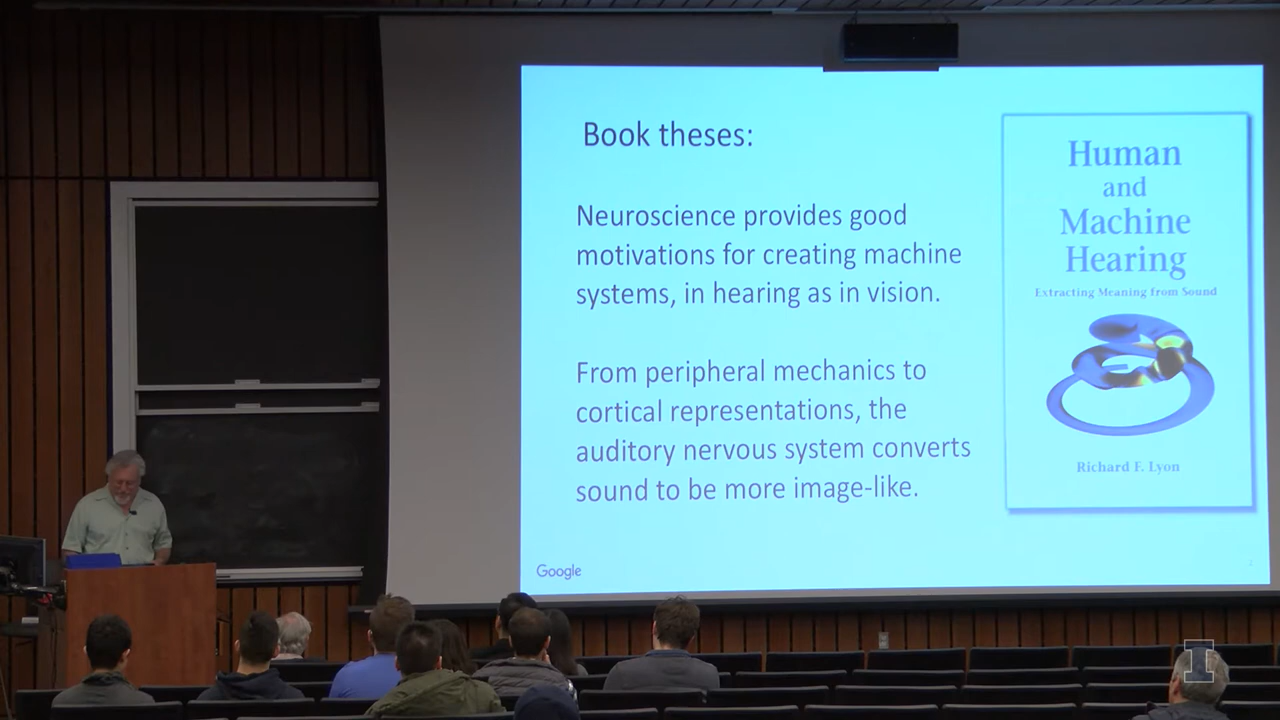 Book theses:
Neuroscience provides good
motivations for creating machine
systems, in hearing as in vision.
From peripheral mechanics to
cortical representations, the
auditory nervous system converts
sound to be more image-like.
Google
Human
and
Machine
Hearing
Extracting Meaning from Sound
Richard F. Lyon
I